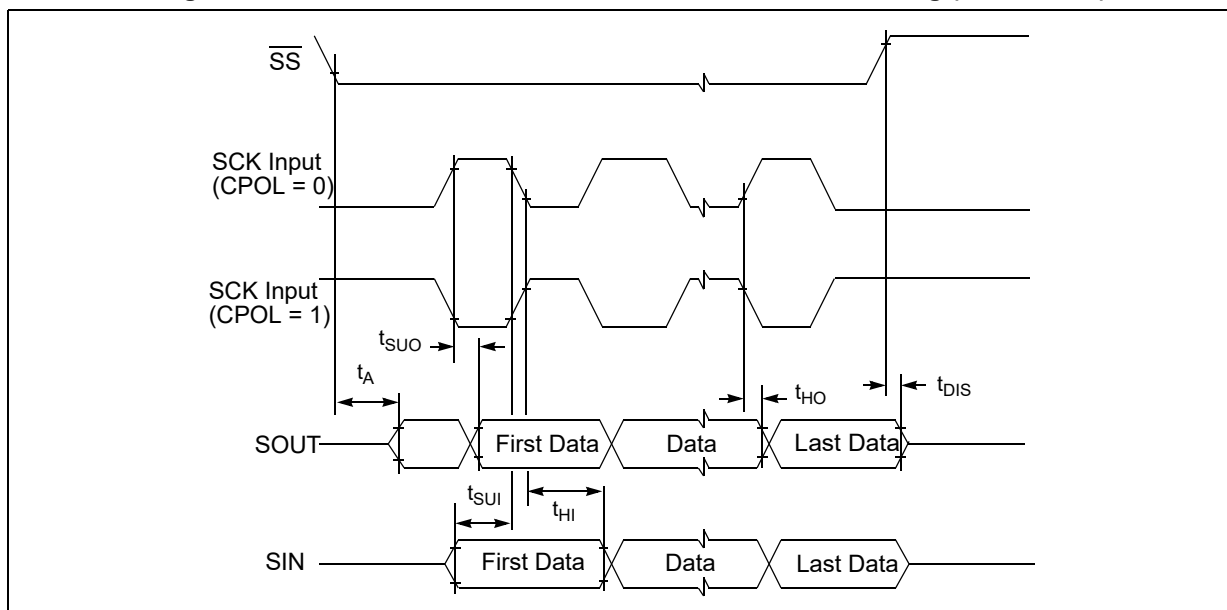 SS
SCK Input
(CPOL = 0)
SCK Input
(CPOL = 1)
tSUO
tA
tHO
tDIS
SOUT
First Data
Data
Last Data
tSUI
tHI
SIN
First Data
Data
Last Data